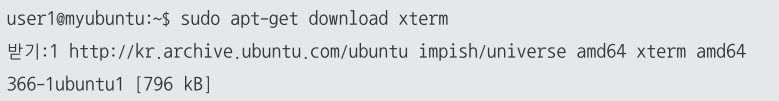 user1@myubuntu:~$ sudo apt-get download xterm
받기:1 http://kr.archive.ubuntu.com/ubuntu impish/universe amd64 xterm amd64
366-1ubuntu1 [796 kB]